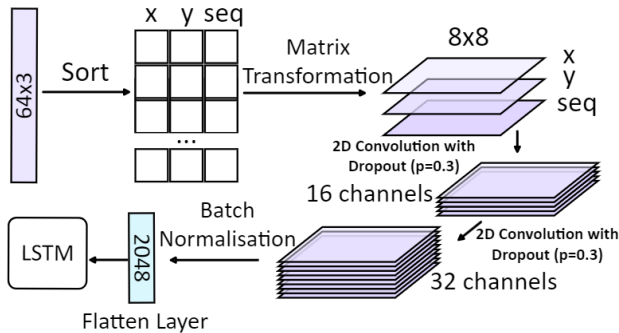 x y seq
64x3
Sort
...
Matrix
Transformation
8x8
x
y
seq
2D Convolution with
Dropout (p=0.3)
16 channels
2D Convolution with
Dropout (p=0.3)
32 channels
Batch
Normalisation
2048
Flatten Layer
LSTM